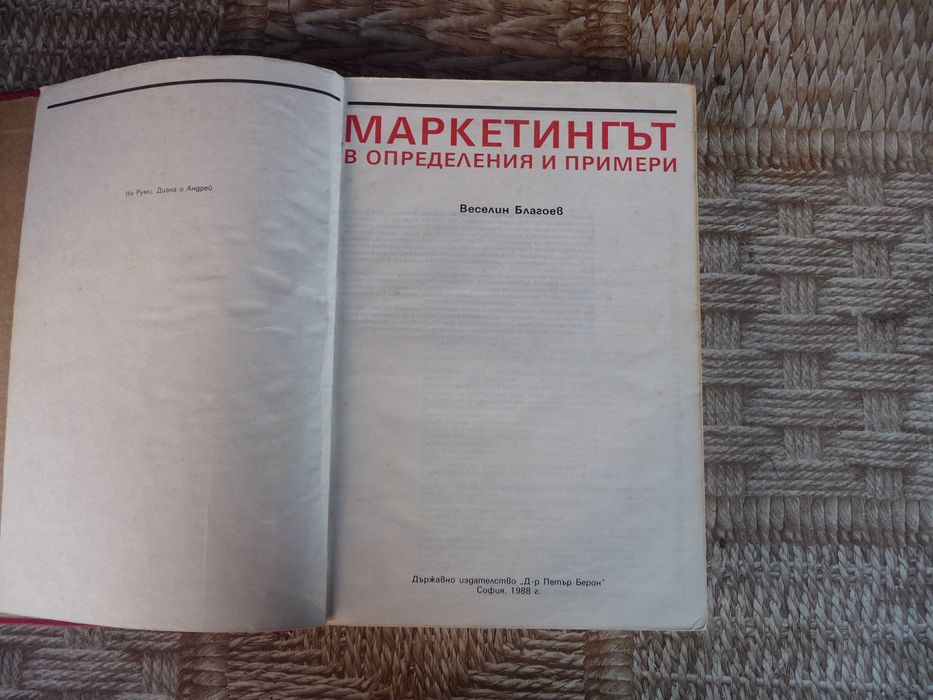 На Руми, Диана и Андрей
МАРКЕТИНГЪТ
В ОПРЕДЕЛЕНИЯ И ПРИМЕРИ
Веселин Благоев
Държавно издателство „Д-р Петър Берон"
София, 1988 г.